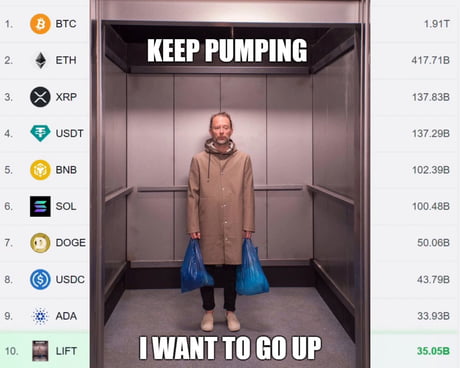 KEEP PUMPING
1. BTC 1.91T
2. ETH 417.71B
3. XRP 137.83B
4. USDT 137.29B
5. BNB 102.39B
6. SOL 100.48B
7. DOGE 50.06B
8. USDC 43.79B
9. ADA 33.93B
10. LIFT 35.05B
I WANT TO GO UP